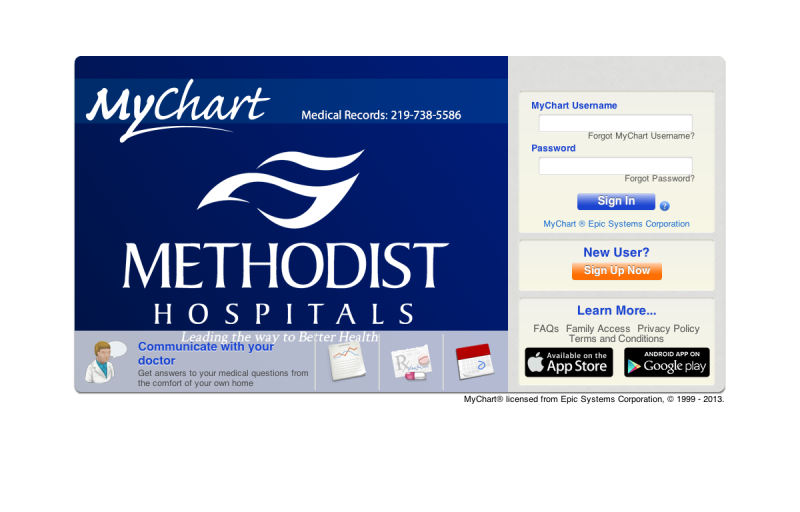 MyChart
Medical Records: 219-738-5586
METHODIST
HOSPITALS
Leading the way to Better Health
Communicate with your
doctor
Get answers to your medical questions from
the comfort of your own home
Rx
MyChart Username
Forgot MyChart Username?
Password
Forgot Password?
Sign In ?
MyChart ® Epic Systems Corporation
New User?
Sign Up Now
Learn More...
FAQs Family Access Privacy Policy
Terms and Conditions
Available on the
App Store
ANDROID APP ON
Google play
MyChart® licensed from Epic Systems Corporation, © 1999 - 2013.